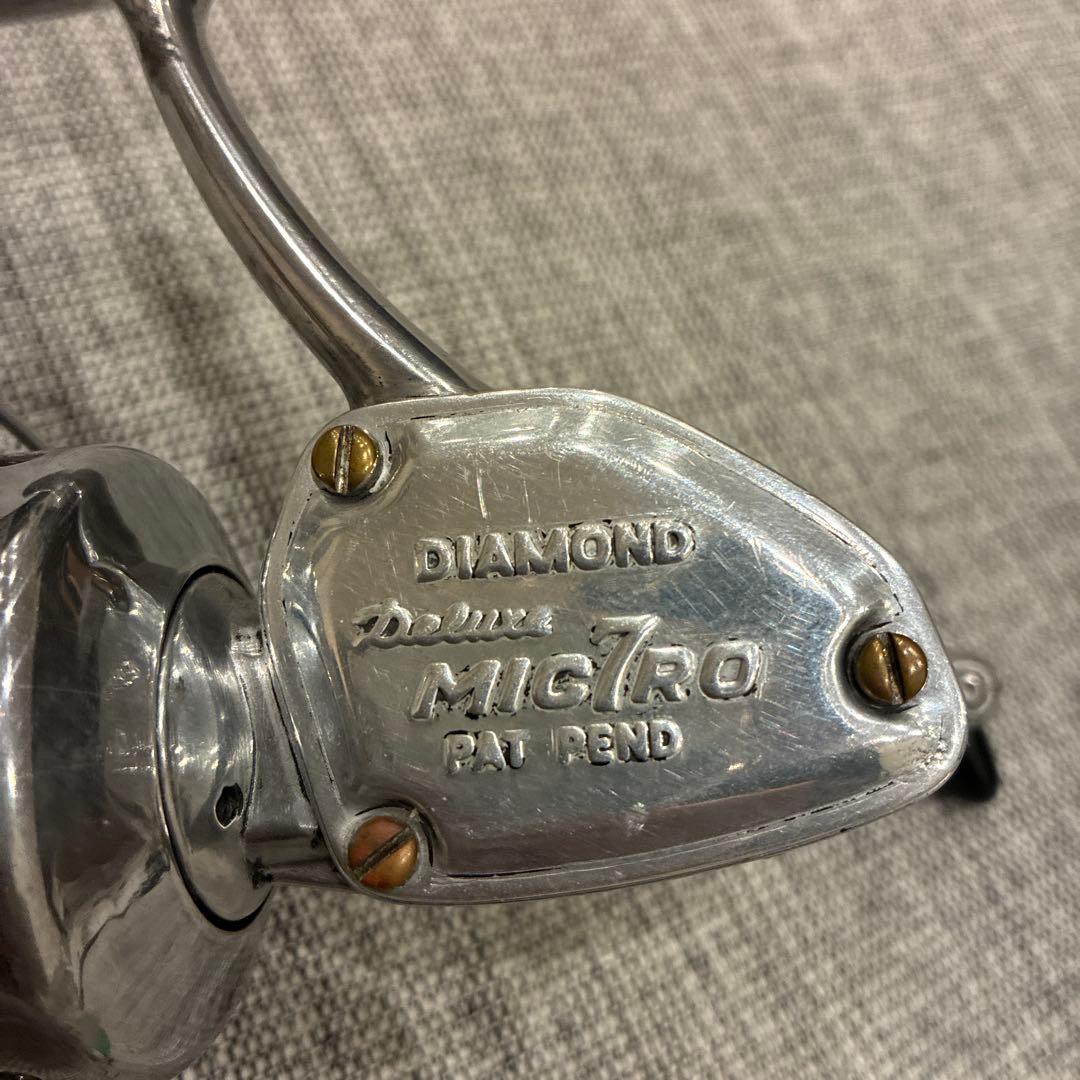 DIAMOND
Deluxe
MIC7RO
PAT PEND